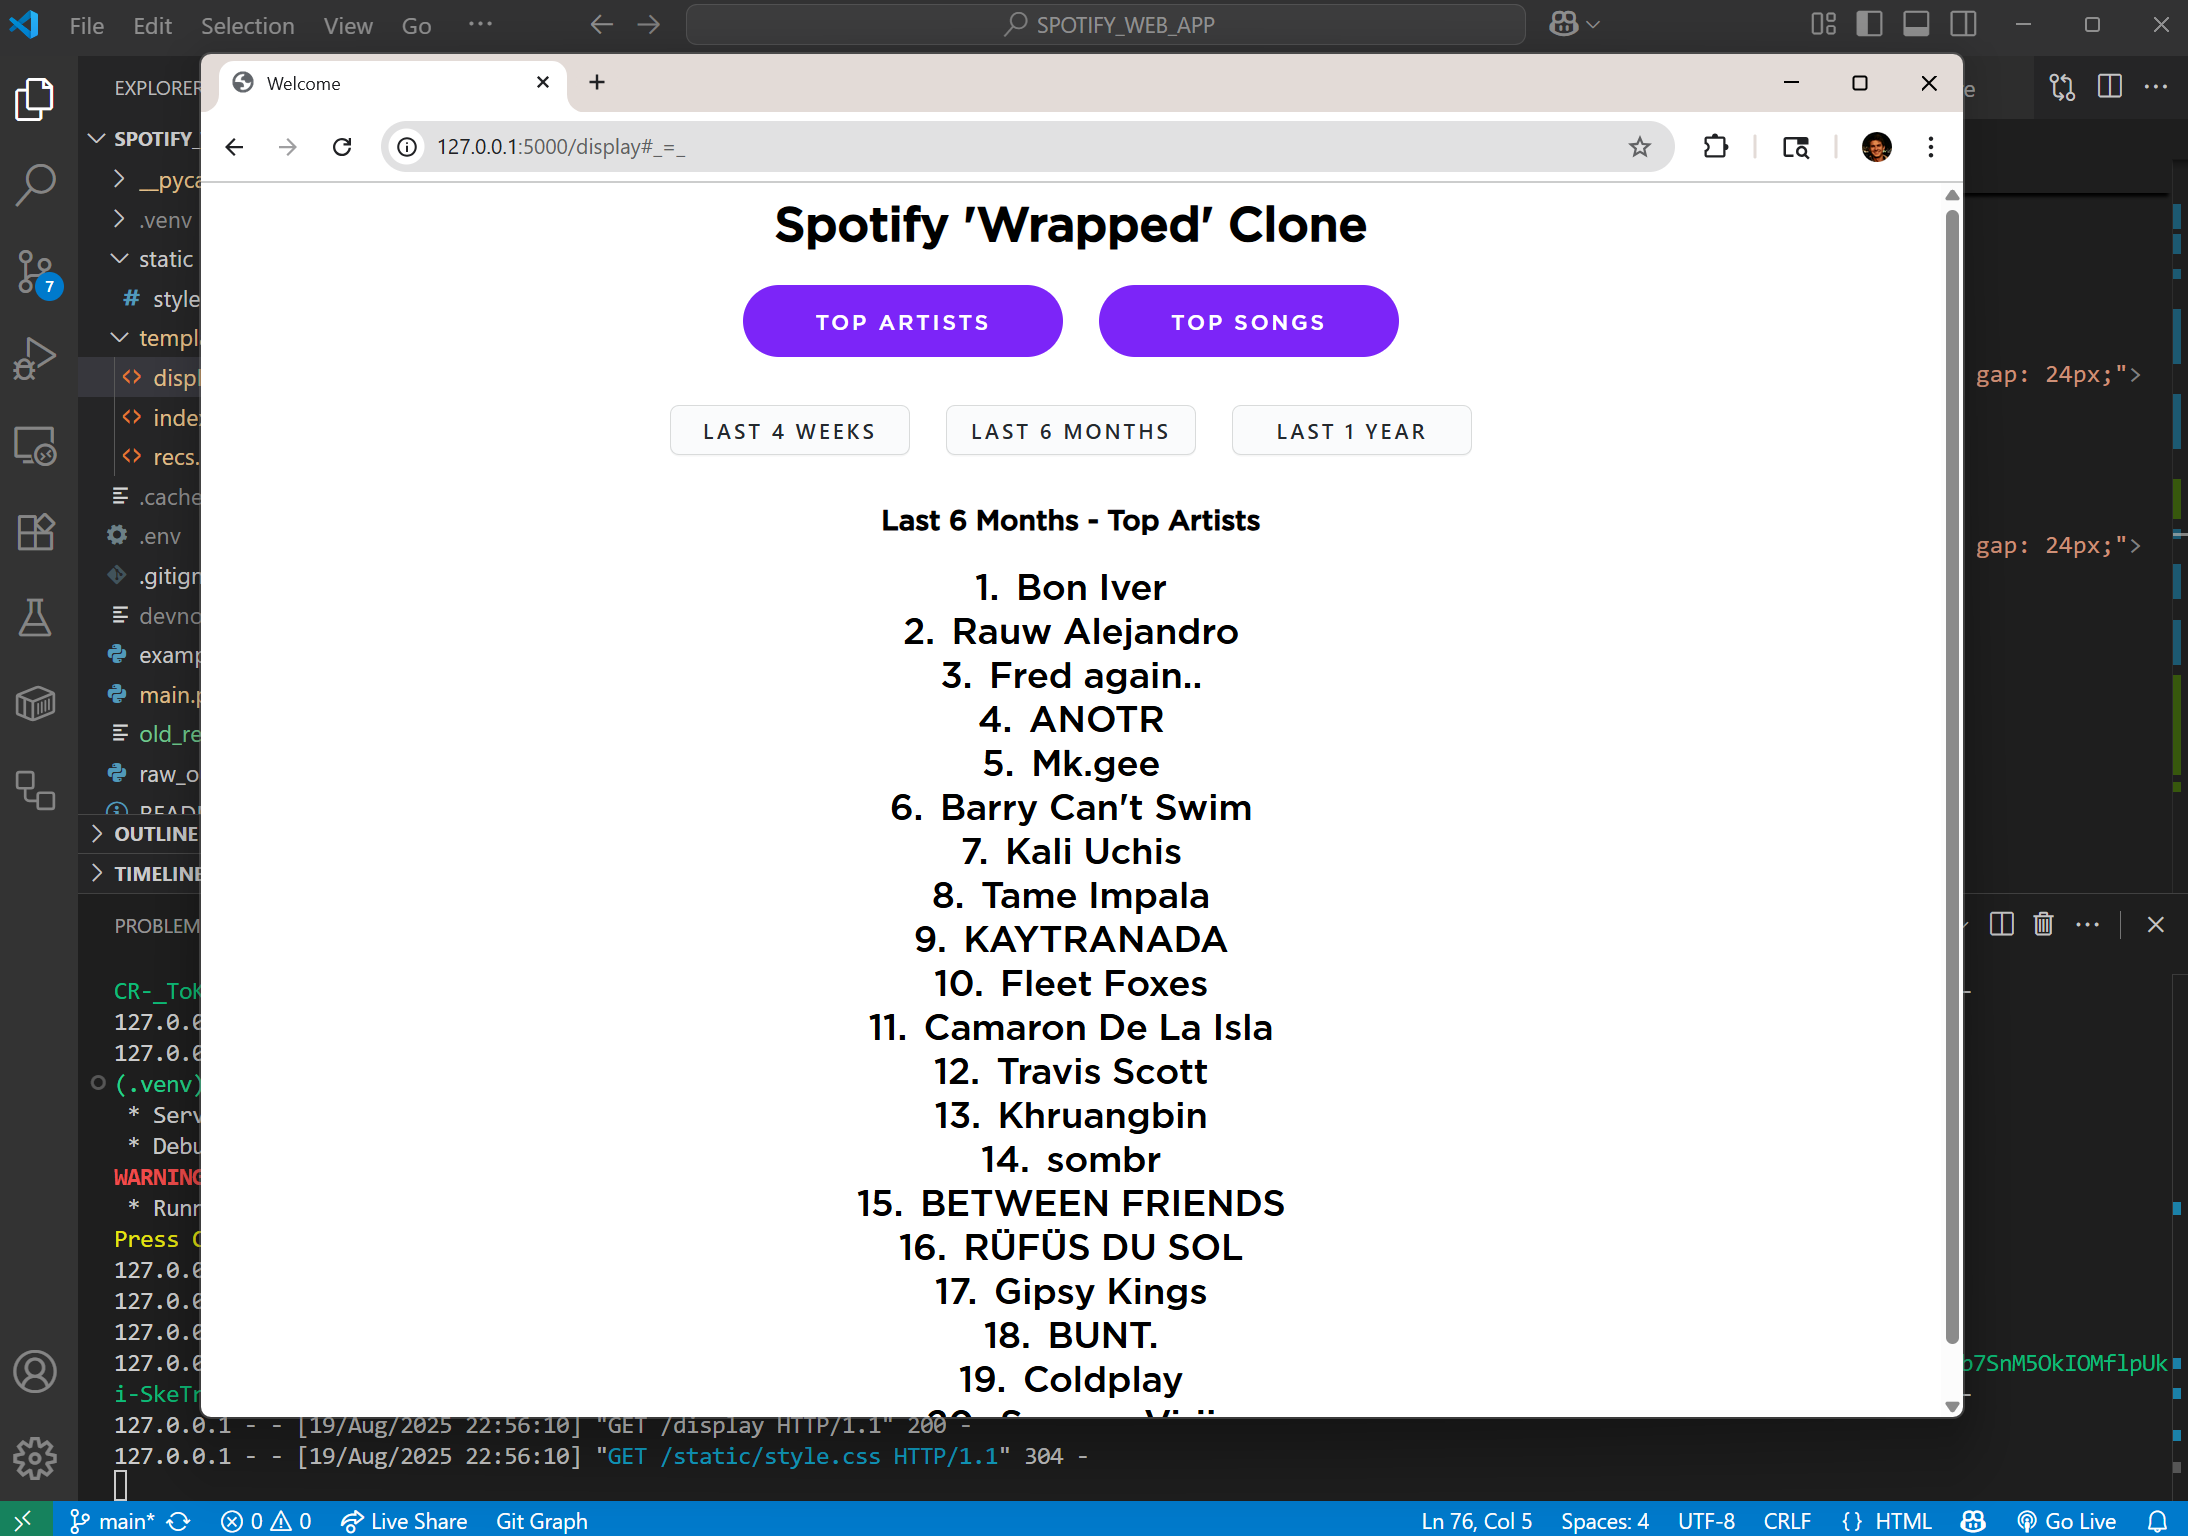 File Edit Selection View Go ···
SPOTIFY_WEB_APP
EXPLORER
SPOTIFY_
__pyca
.venv
static
# style
templa
<> displ
<> index
<> recs.
.cache
.env
.gitign
devno
examp
main.p
old_re
raw_o
OUTLINE
TIMELINE
7
Welcome
127.0.0.1:5000/display#_=_
Spotify 'Wrapped' Clone
TOP ARTISTS TOP SONGS
LAST 4 WEEKS LAST 6 MONTHS LAST 1 YEAR
Last 6 Months - Top Artists
1. Bon Iver
2. Rauw Alejandro
3. Fred again..
4. ANOTR
5. Mk.gee
6. Barry Can't Swim
7. Kali Uchis
8. Tame Impala
9. KAYTRANADA
10. Fleet Foxes
11. Camaron De La Isla
12. Travis Scott
13. Khruangbin
14. sombr
15. BETWEEN FRIENDS
16. RÜFÜS DU SOL
17. Gipsy Kings
18. BUNT.
19. Coldplay
gap: 24px;">
gap: 24px;">
PROBLEM
CR-_ToK
127.0.0
127.0.0
(.venv)
* Serv
* Debu
WARNING
* Runn
Press C
127.0.0
127.0.0
127.0.0
127.0.0 b7SnM5OkIOMflpUk
i-SkeTr -
127.0.0.1 - - [19/Aug/2025 22:56:10] "GET /display HTTP/1.1" 200 -
127.0.0.1 - - [19/Aug/2025 22:56:10] "GET /static/style.css HTTP/1.1" 304 -
main* 0 0 Live Share Git Graph Ln 76, Col 5 Spaces: 4 UTF-8 CRLF {} HTML Go Live